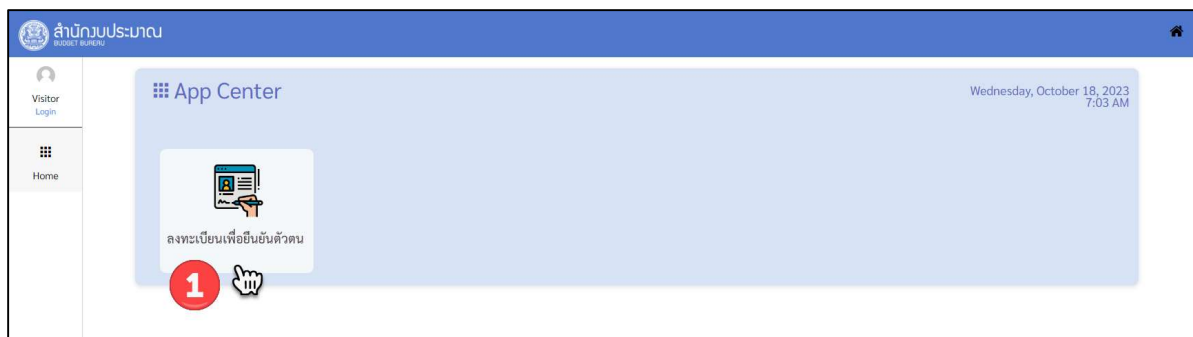 สำนักงบประมาณ
BUDGET BUREAU
Visitor
Login
Home
App Center
Wednesday, October 18, 2023
7:03 AM
ลงทะเบียนเพื่อยืนยันตัวตน
1